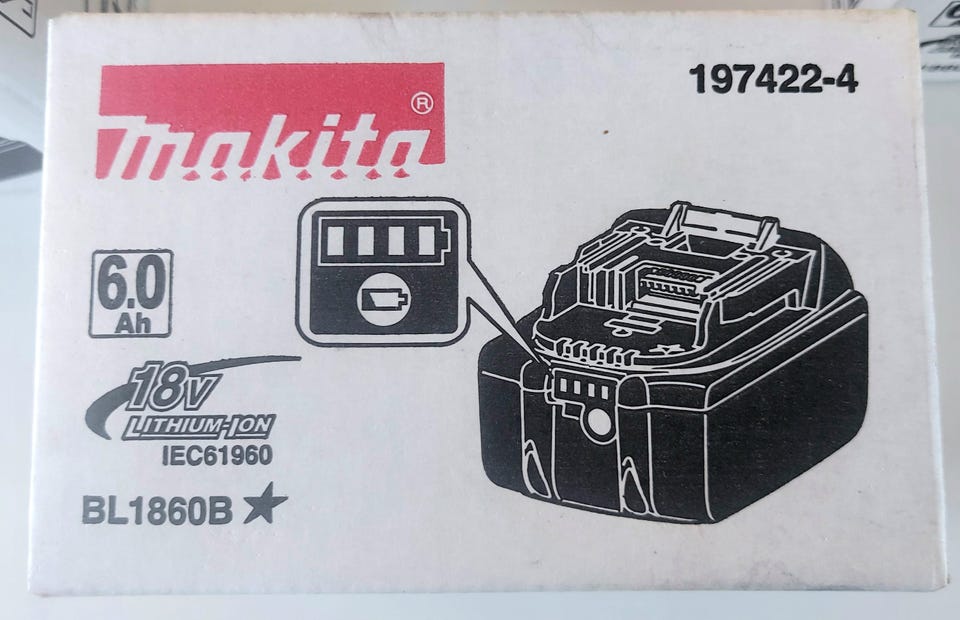 makita®
197422-4
6.0
Ah
18V
LITHIUM-ION
IEC61960
BL1860B★